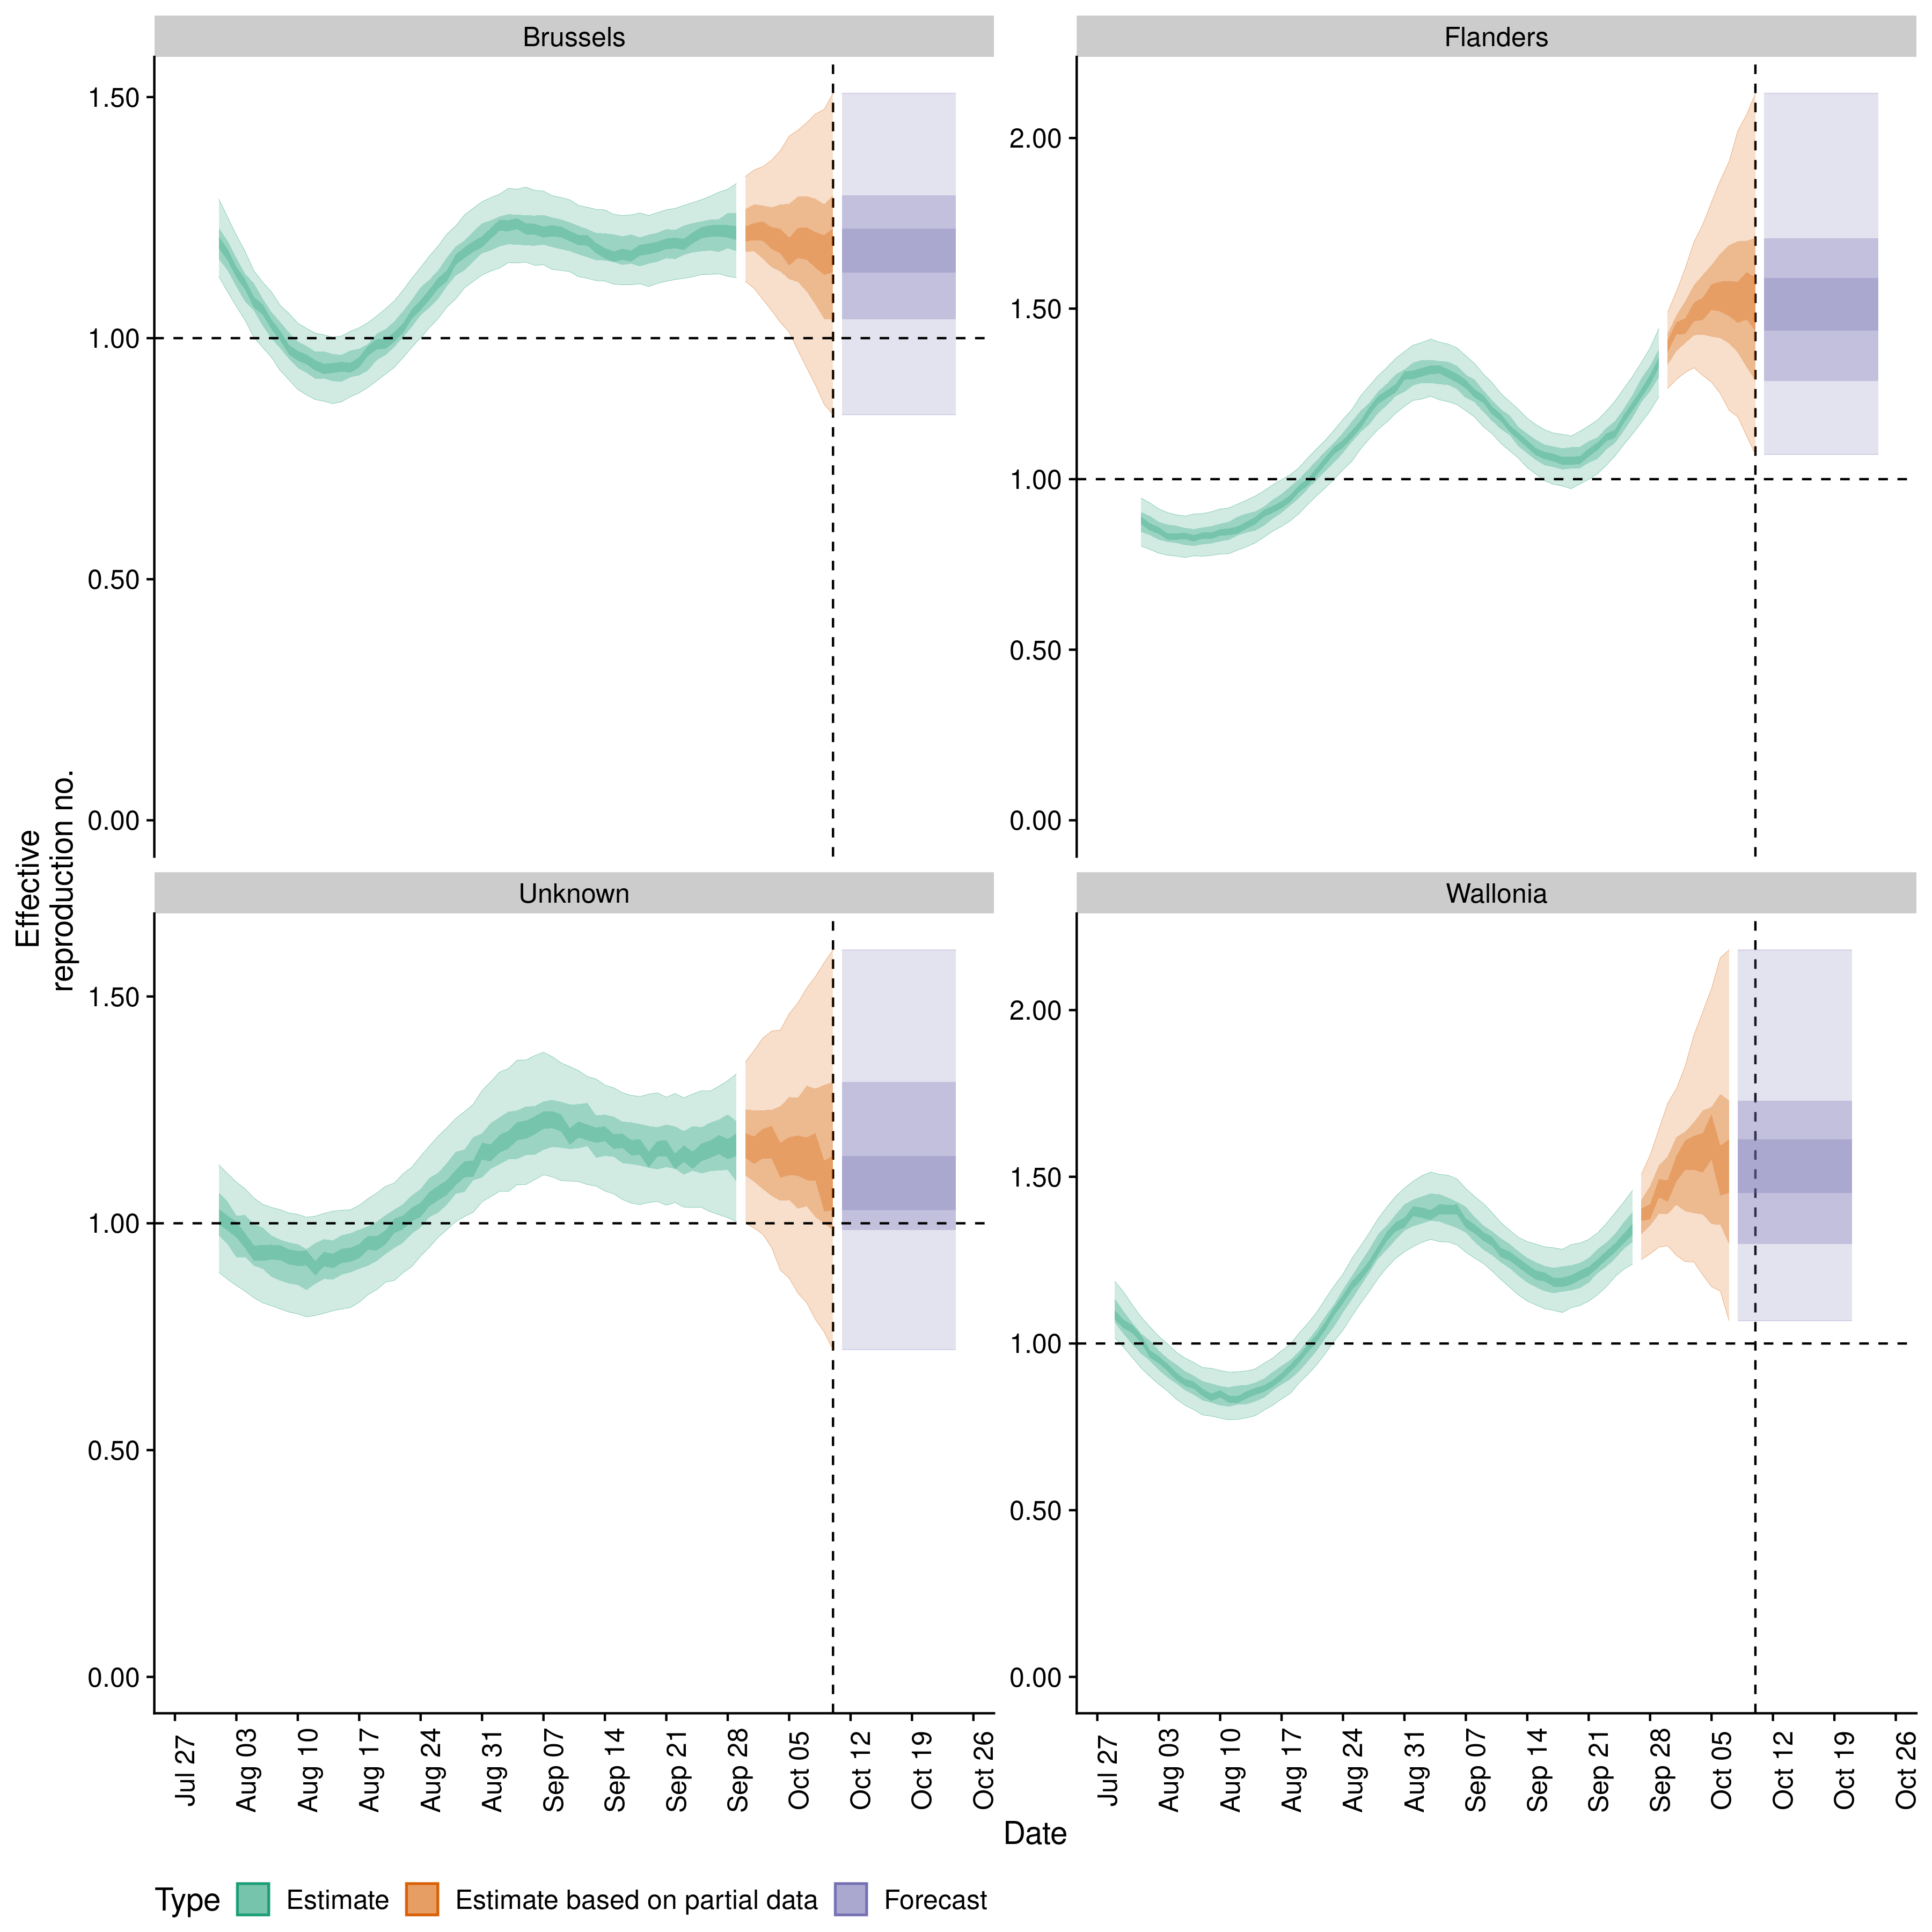 Brussels
Flanders
1.50
1.00
0.50
0.00
2.00
1.50
1.00
0.50
0.00
Effective
reproduction no.
Unknown
Wallonia
1.50
1.00
0.50
0.00
2.00
1.50
1.00
0.50
0.00
Jul 27
Aug 03
Aug 10
Aug 17
Aug 24
Aug 31
Sep 07
Sep 14
Sep 21
Sep 28
Oct 05
Oct 12
Oct 19
Oct 26
Jul 27
Aug 03
Aug 10
Aug 17
Aug 24
Aug 31
Sep 07
Sep 14
Sep 21
Sep 28
Oct 05
Oct 12
Oct 19
Oct 26
Date
Type Estimate Estimate based on partial data Forecast